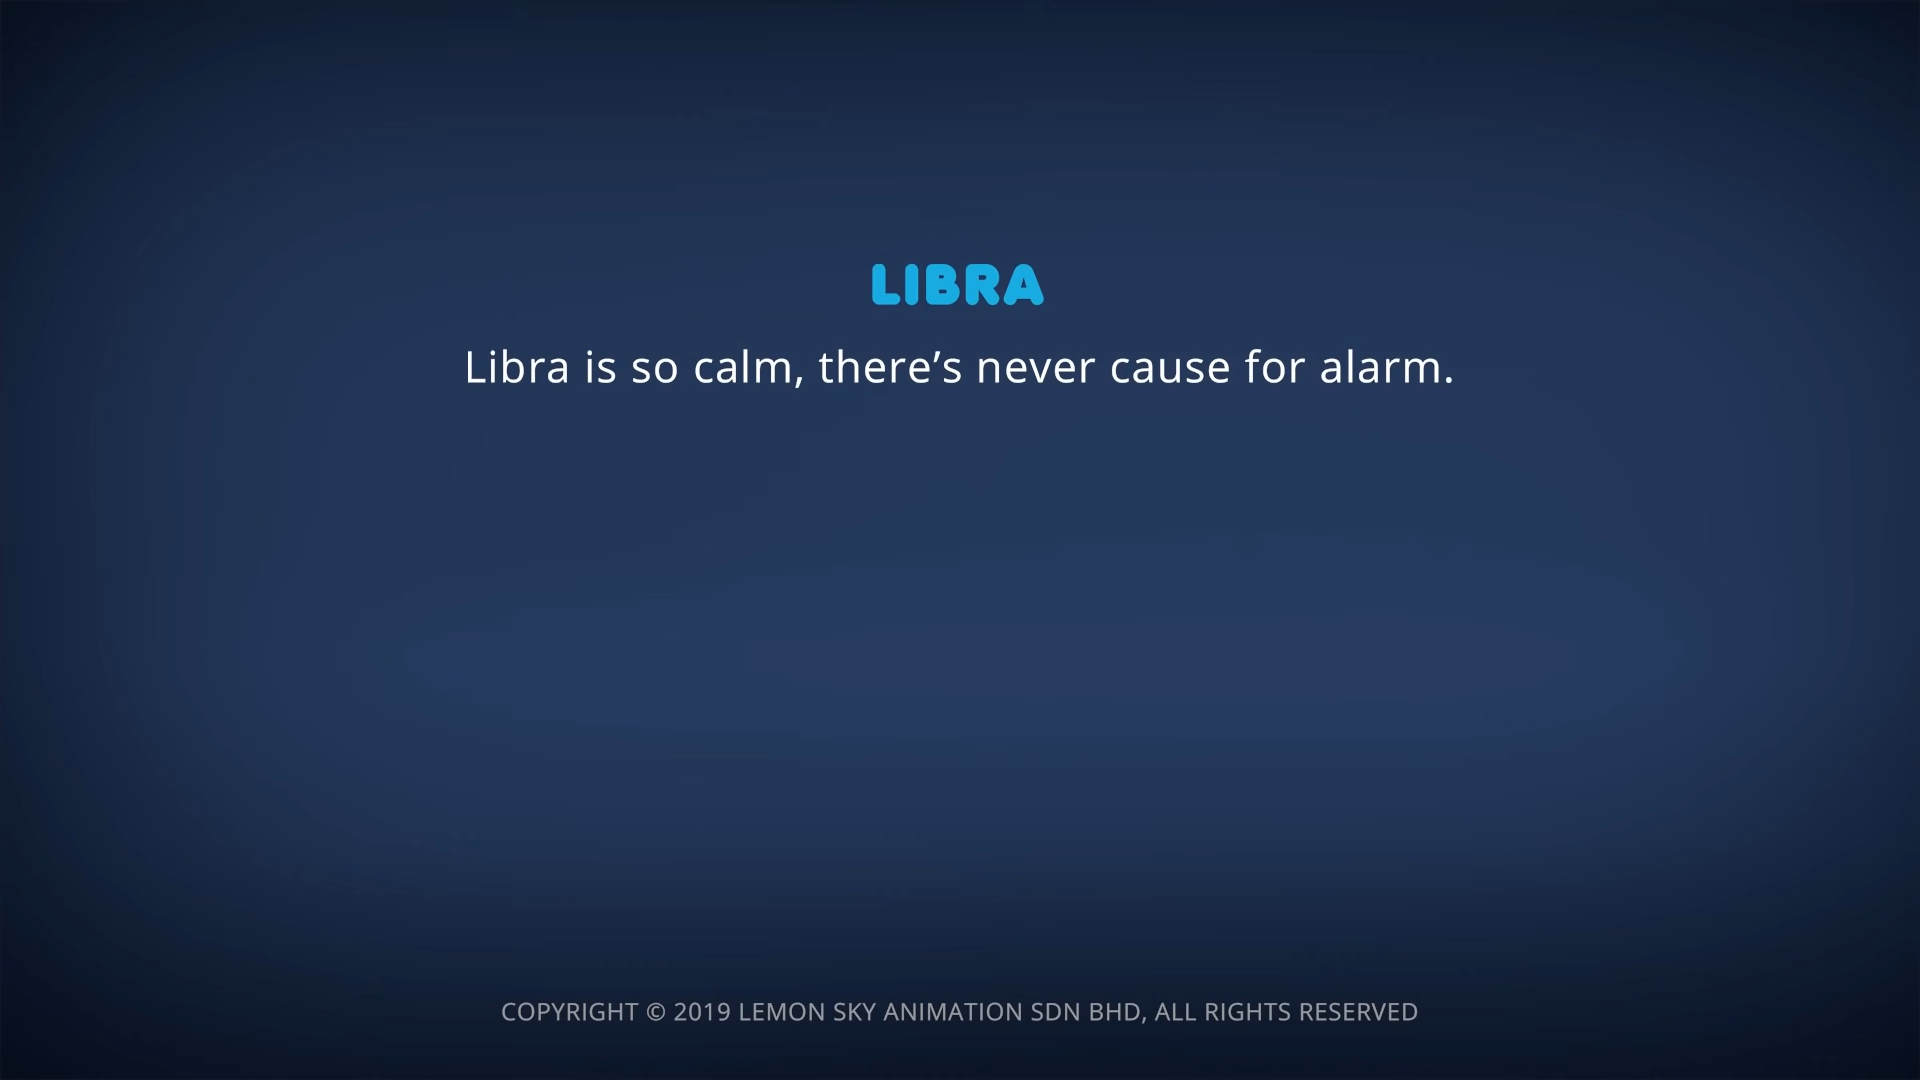 LIBRA
Libra is so calm, there’s never cause for alarm.
COPYRIGHT © 2019 LEMON SKY ANIMATION SDN BHD, ALL RIGHTS RESERVED